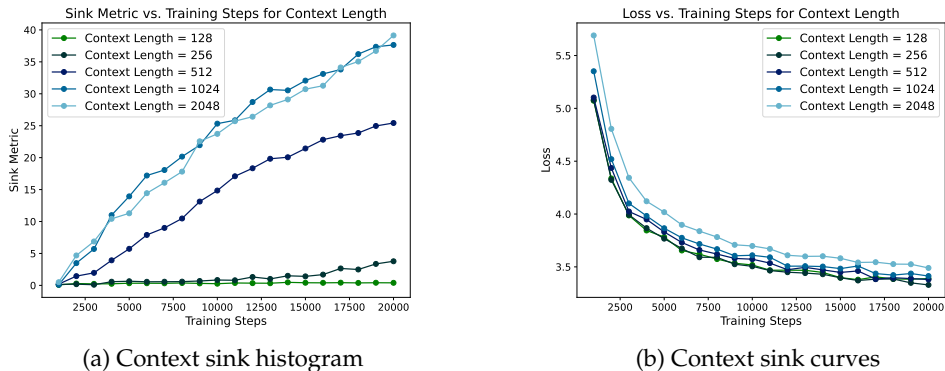 Sink Metric vs. Training Steps for Context Length
40
35
30
25
20
15
10
5
0
Sink Metric
Context Length = 128
Context Length = 256
Context Length = 512
Context Length = 1024
Context Length = 2048
2500 5000 7500 10000 12500 15000 17500 20000
Training Steps
(a) Context sink histogram
Loss vs. Training Steps for Context Length
5.5
5.0
4.5
4.0
3.5
Loss
Context Length = 128
Context Length = 256
Context Length = 512
Context Length = 1024
Context Length = 2048
2500 5000 7500 10000 12500 15000 17500 20000
Training Steps
(b) Context sink curves